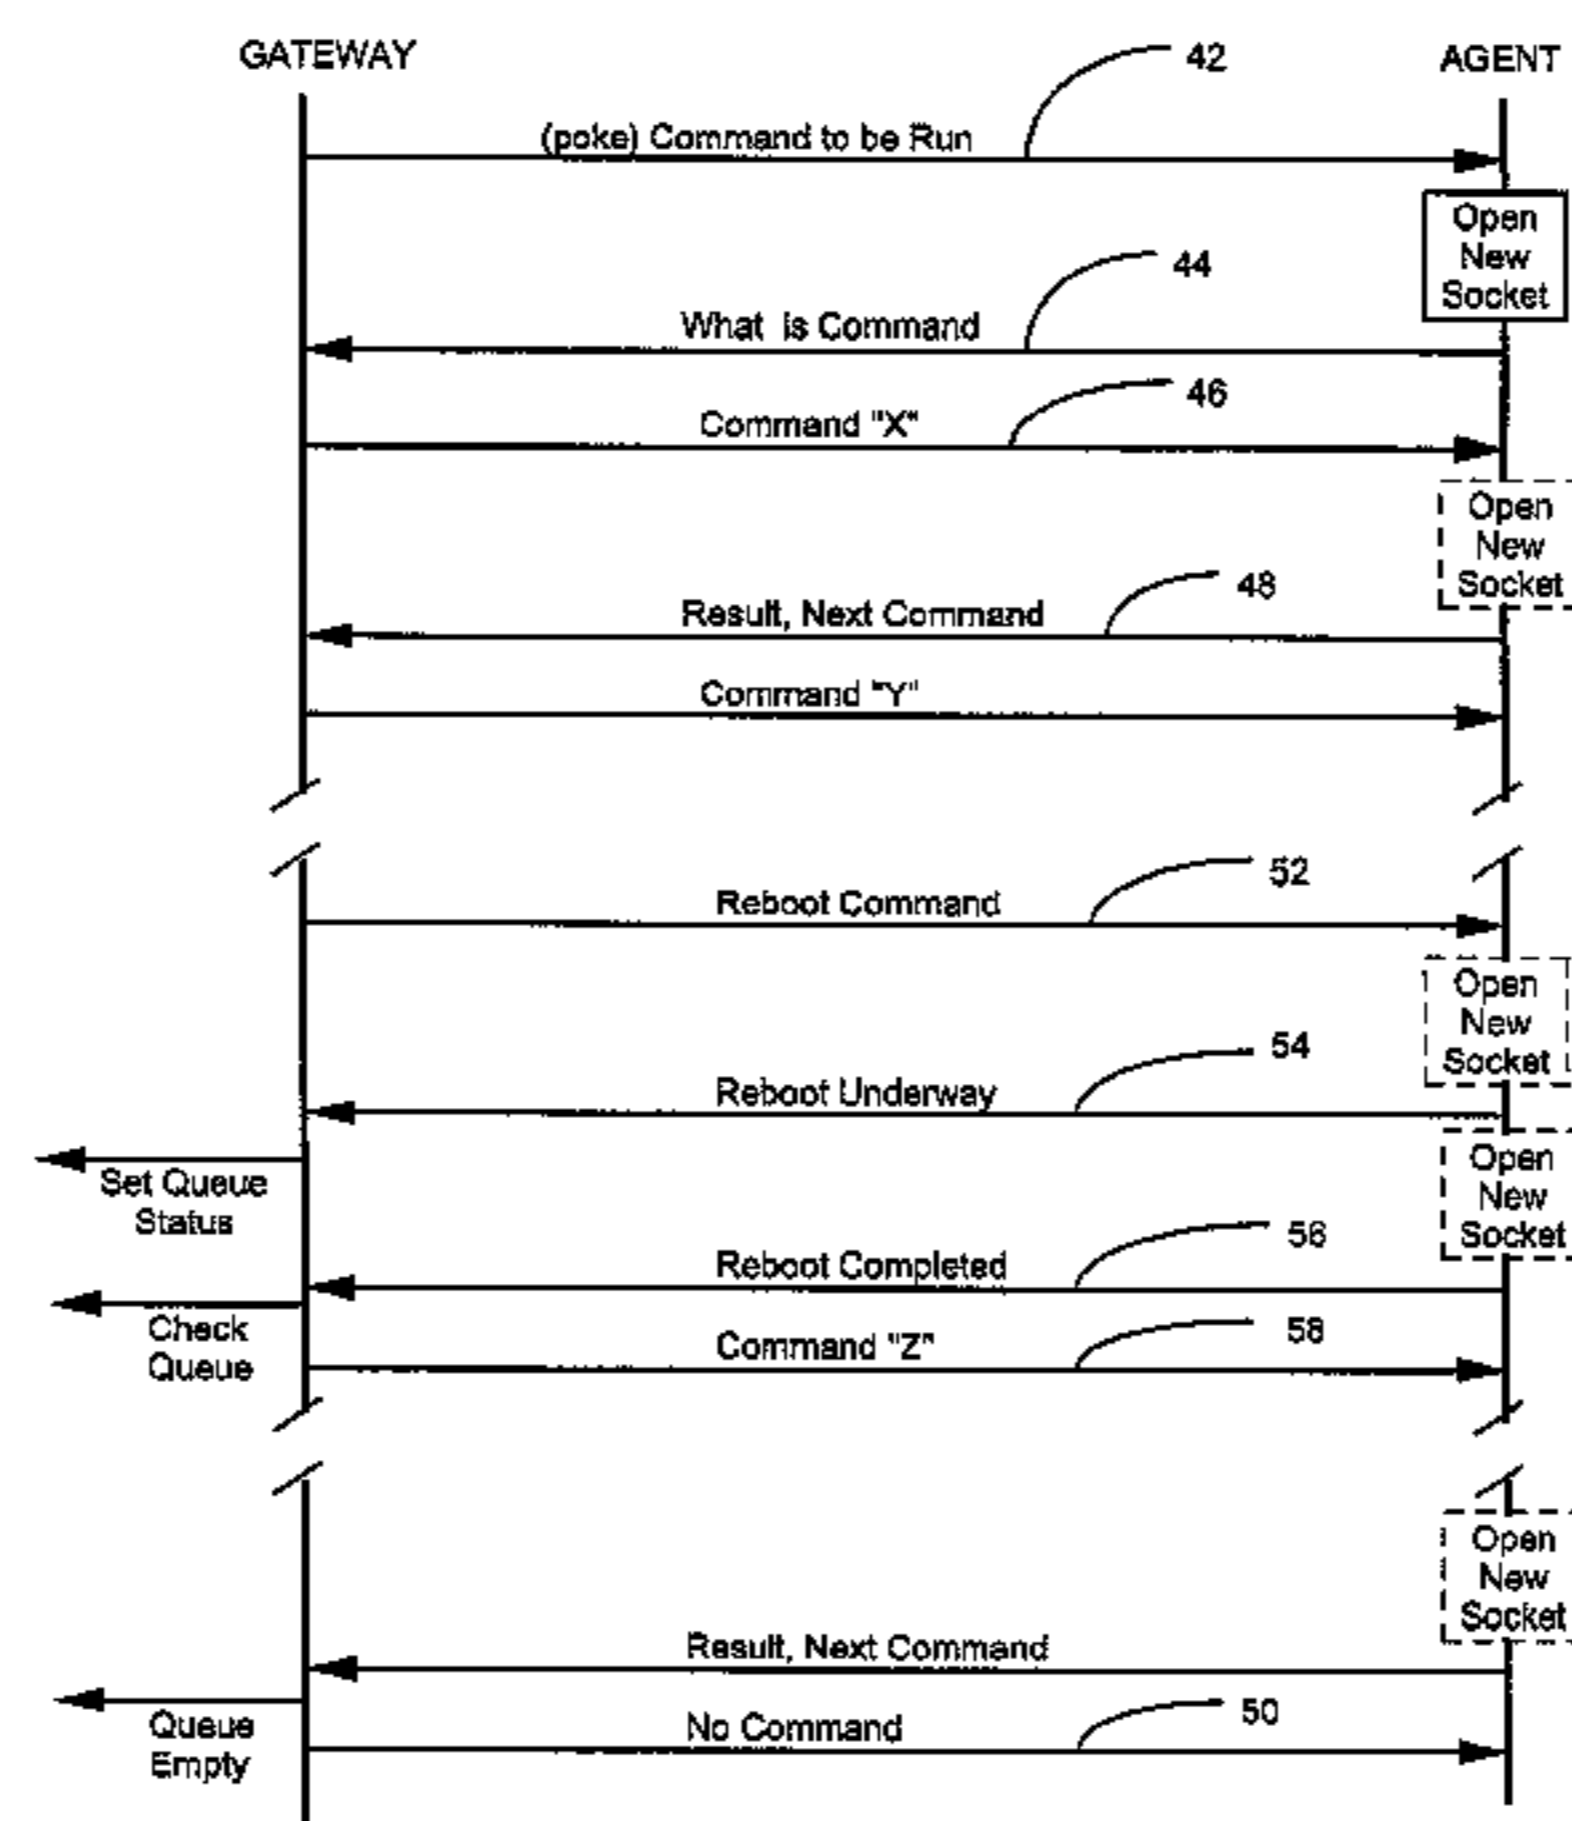 GATEWAY
AGENT
42
(poke) Command to be Run
Open
New
Socket
44
What is Command
46
Command "X"
Open
New
Socket
48
Result, Next Command
Command "Y"
52
Reboot Command
Open
New
Socket
54
Reboot Underway
Open
New
Socket
Set Queue
Status
56
Reboot Completed
Check
Queue
58
Command "Z"
Open
New
Socket
Result, Next Command
50
Queue
Empty
No Command